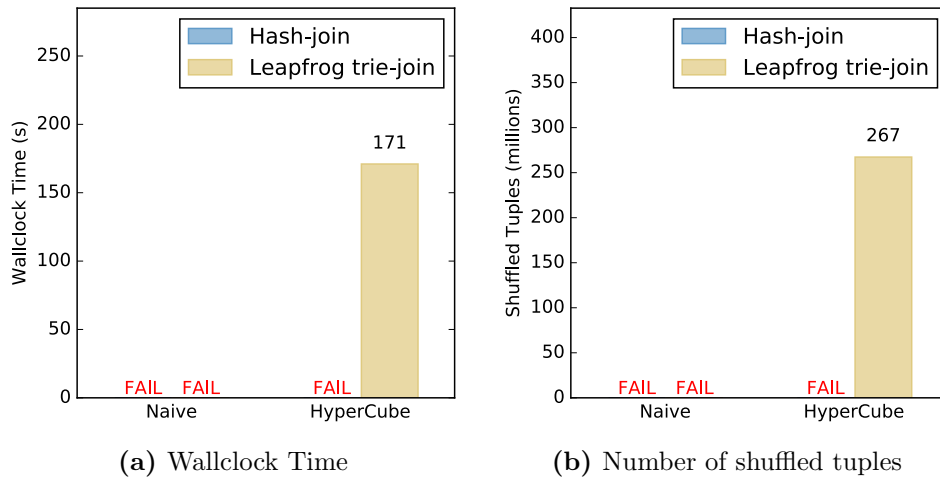 Hash-join
Leapfrog trie-join
Wallclock Time (s)
250
200
150
100
50
0
171
FAIL FAIL FAIL
Naive HyperCube
(a) Wallclock Time
Hash-join
Leapfrog trie-join
Shuffled Tuples (millions)
400
350
300
250
200
150
100
50
0
267
FAIL FAIL FAIL
Naive HyperCube
(b) Number of shuffled tuples